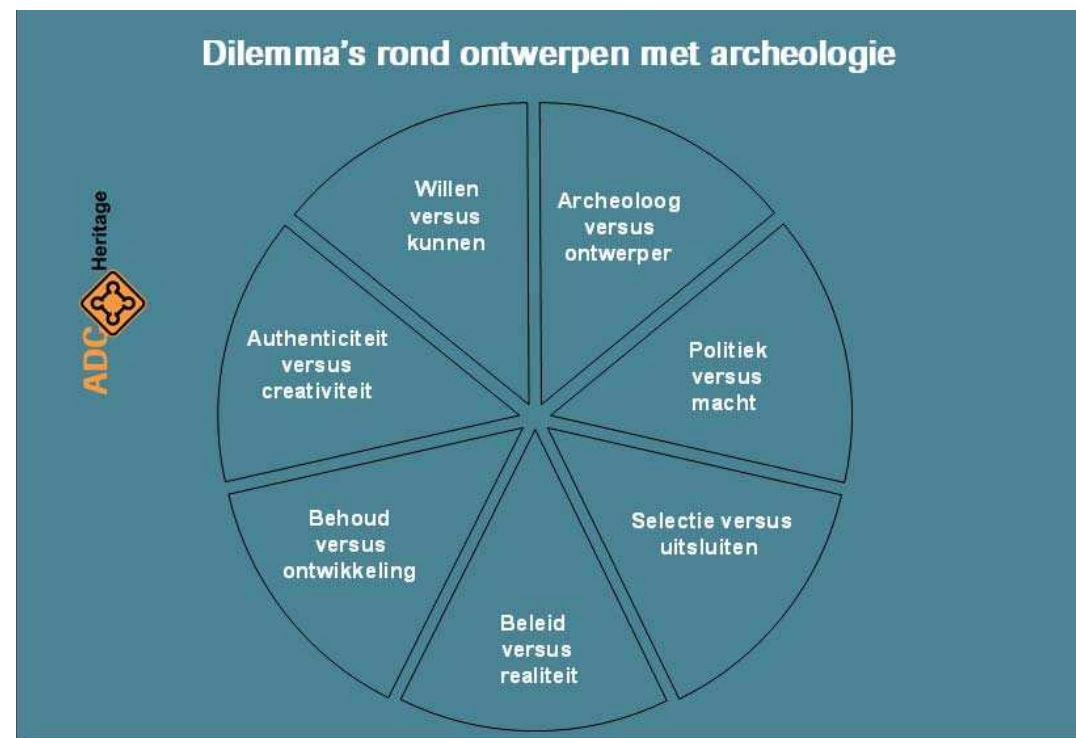 Dilemma's rond ontwerpen met archeologie
Willen
versus
kunnen
Archeoloog
versus
ontwerper
Politiek
versus
macht
Selectie versus
uitsluiten
Beleid
versus
realiteit
Behoud
versus
ontwikkeling
Authenticiteit
versus
creativiteit
ADC Heritage